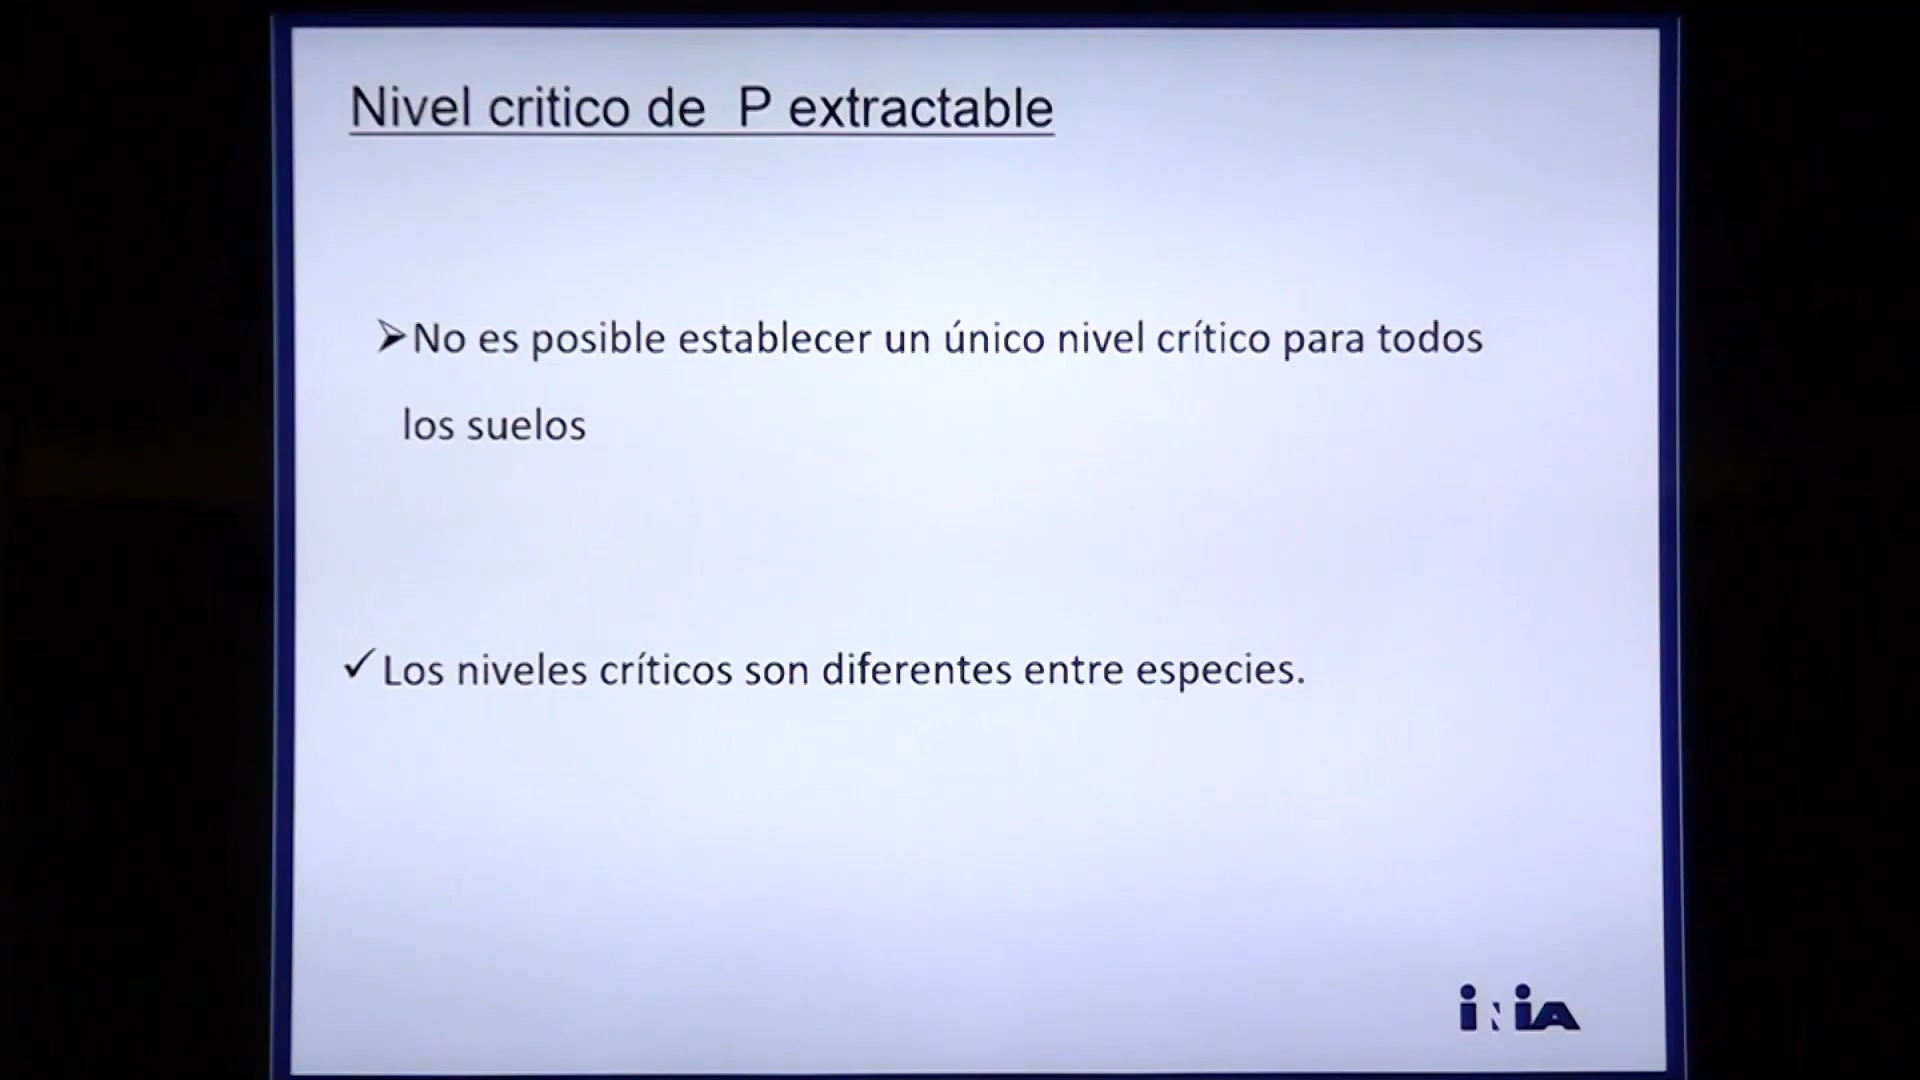 Nivel critico de P extractable
➢No es posible establecer un único nivel crítico para todos
los suelos
✓Los niveles críticos son diferentes entre especies.
iNiA